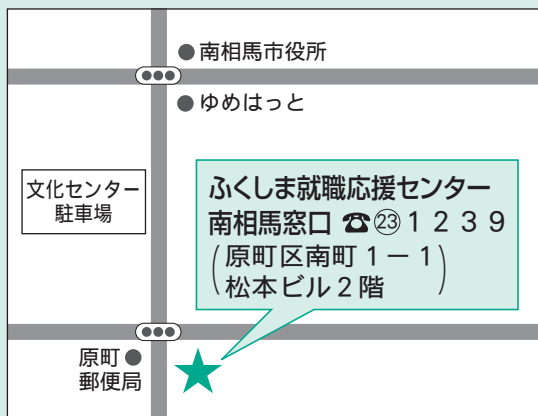 ●南相馬市役所
●ゆめはっと
文化センター
駐車場
ふくしま就職応援センター
南相馬窓口 ☎㉓1239
(原町区南町1－1
松本ビル2階)
原町●
郵便局